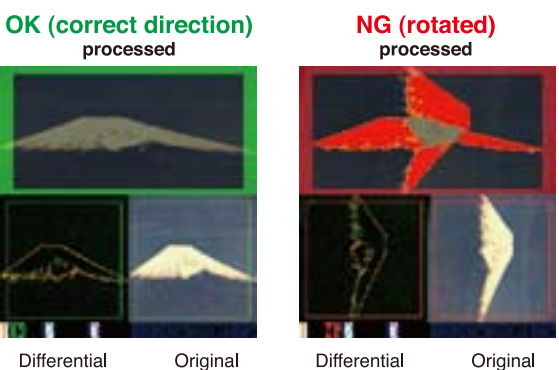 OK (correct direction)
processed
NG (rotated)
processed
Differential
Original
Differential
Original